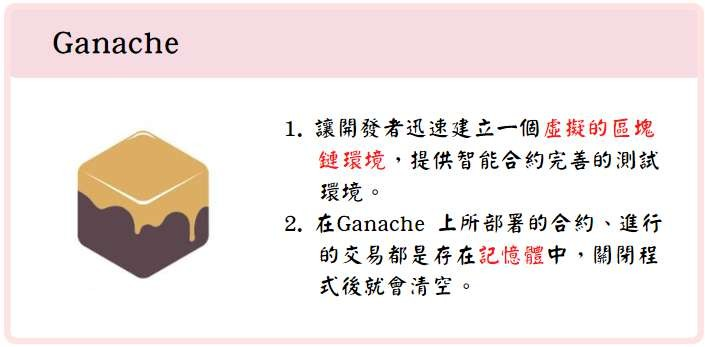 Ganache
1. 讓開發者迅速建立一個虛擬的區塊
鏈環境，提供智能合約完善的測試
環境。
2. 在Ganache 上所部署的合約、進行
的交易都是存在記憶體中，關閉程
式後就會清空。